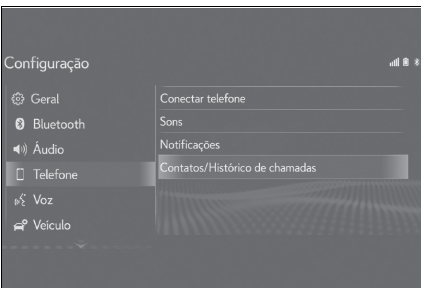 Configuração
Geral
Bluetooth
Áudio
Telefone
Voz
Veículo
Conectar telefone
Sons
Notificações
Contatos/Histórico de chamadas